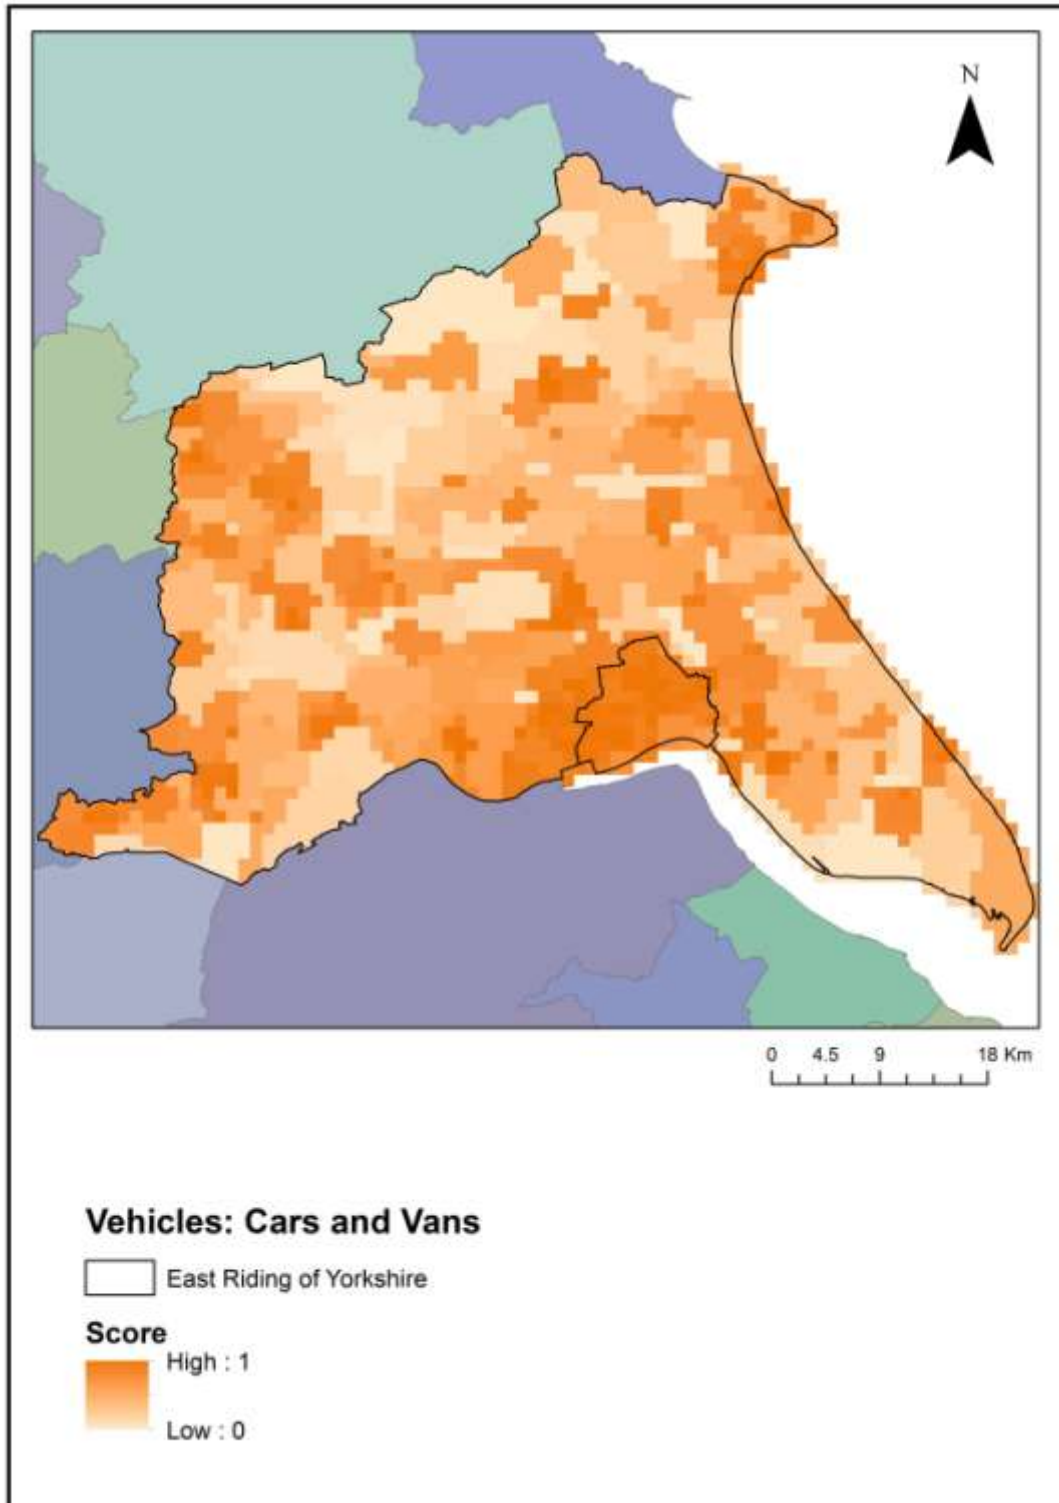 N
0 4.5 9 18 Km
Vehicles: Cars and Vans
East Riding of Yorkshire
Score
High : 1
Low : 0